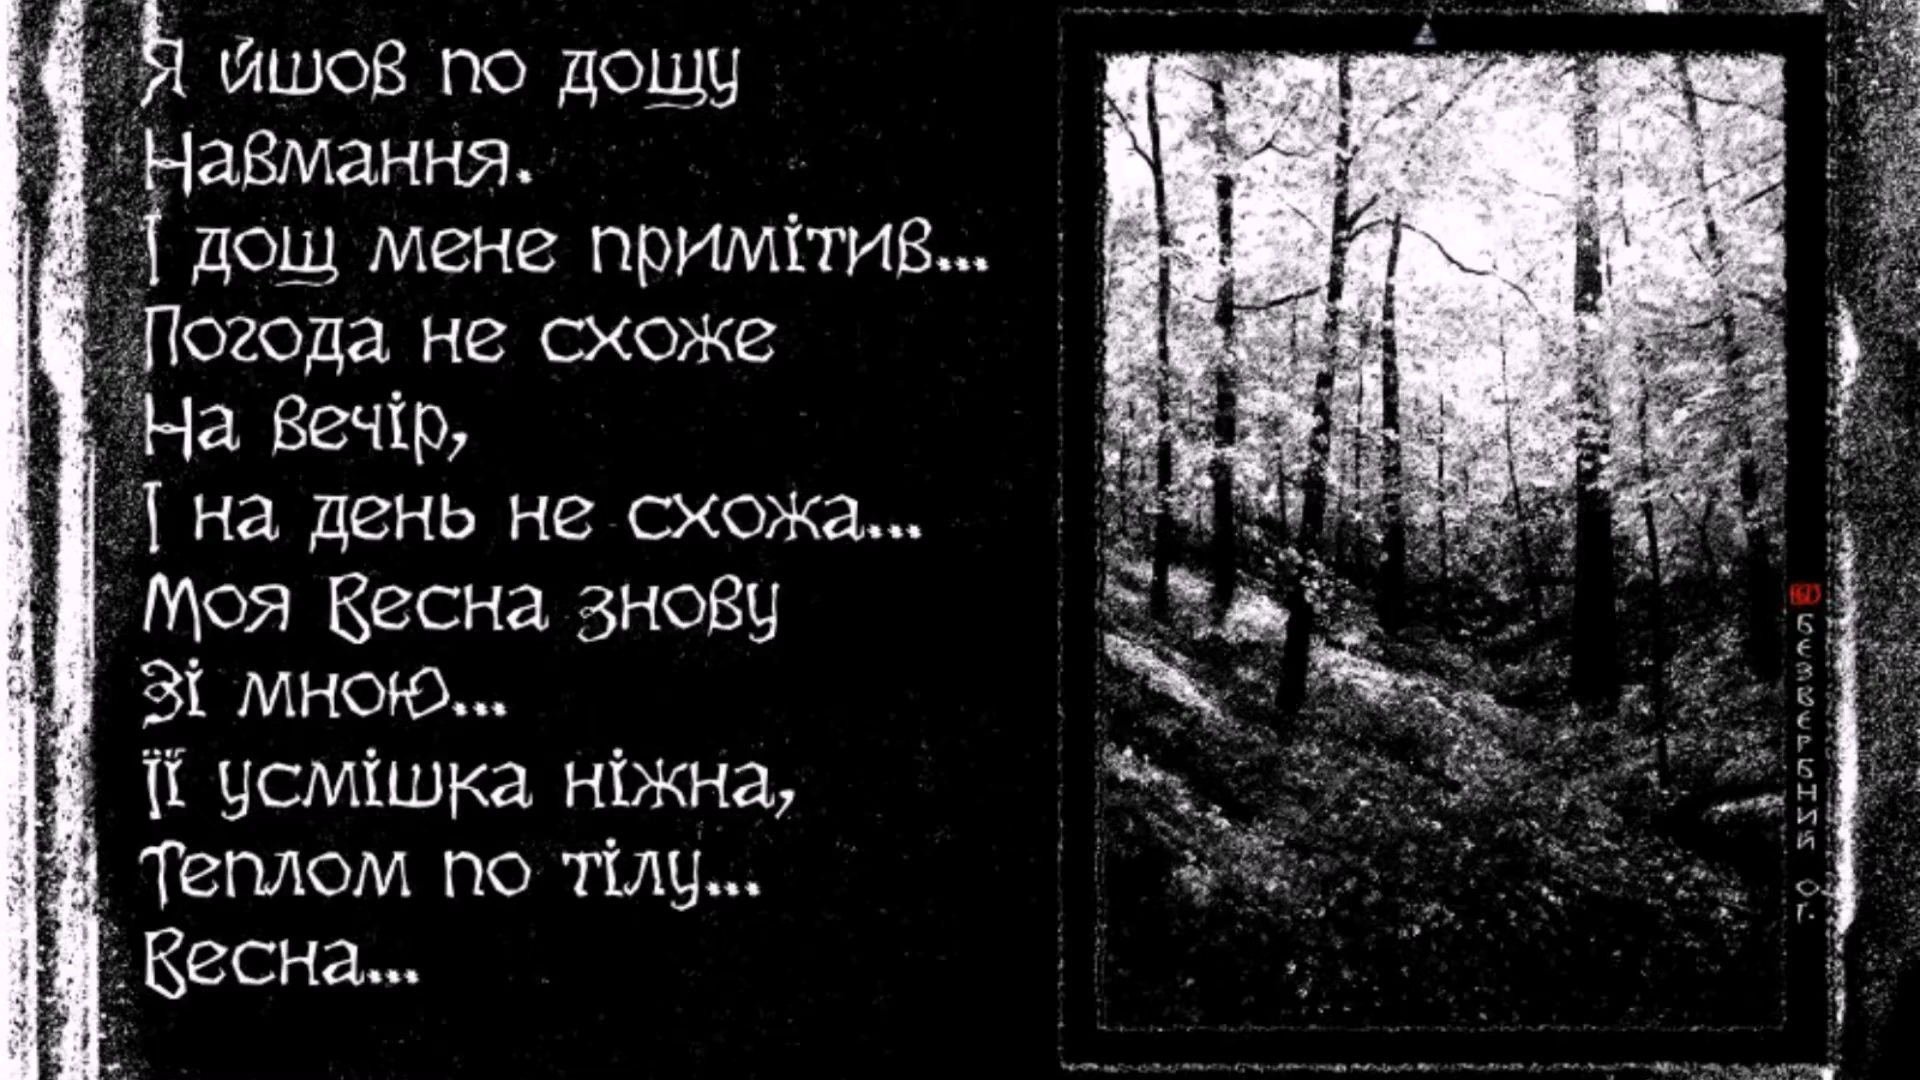 Я йшов по дощу
Навмання.
І дощ мене примітив...
Погода не схоже
На вечір,
І на день не схожа...
Моя Весна знову
Зі мною...
Її усмішка ніжна,
Теплом по тілу...
Весна...
БЕЗВЕРБНИЙ О.Г.